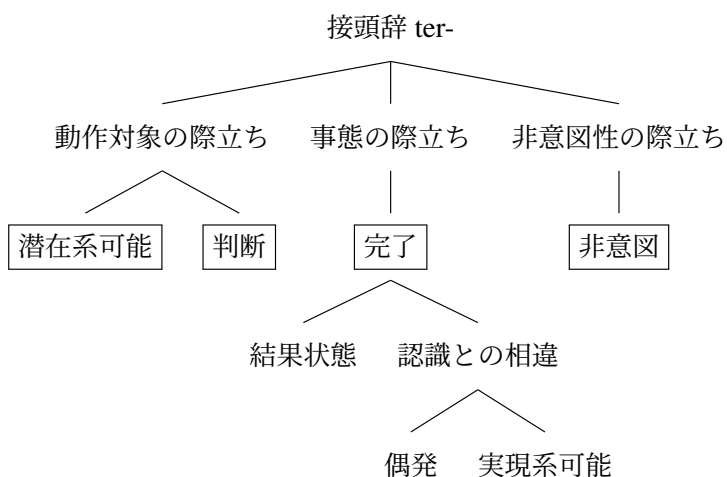 接頭辞 ter-
動作対象の際立ち 事態の際立ち 非意図性の際立ち
潜在系可能 判断 完了 非意図
結果状態 認識との相違
偶発 実現系可能